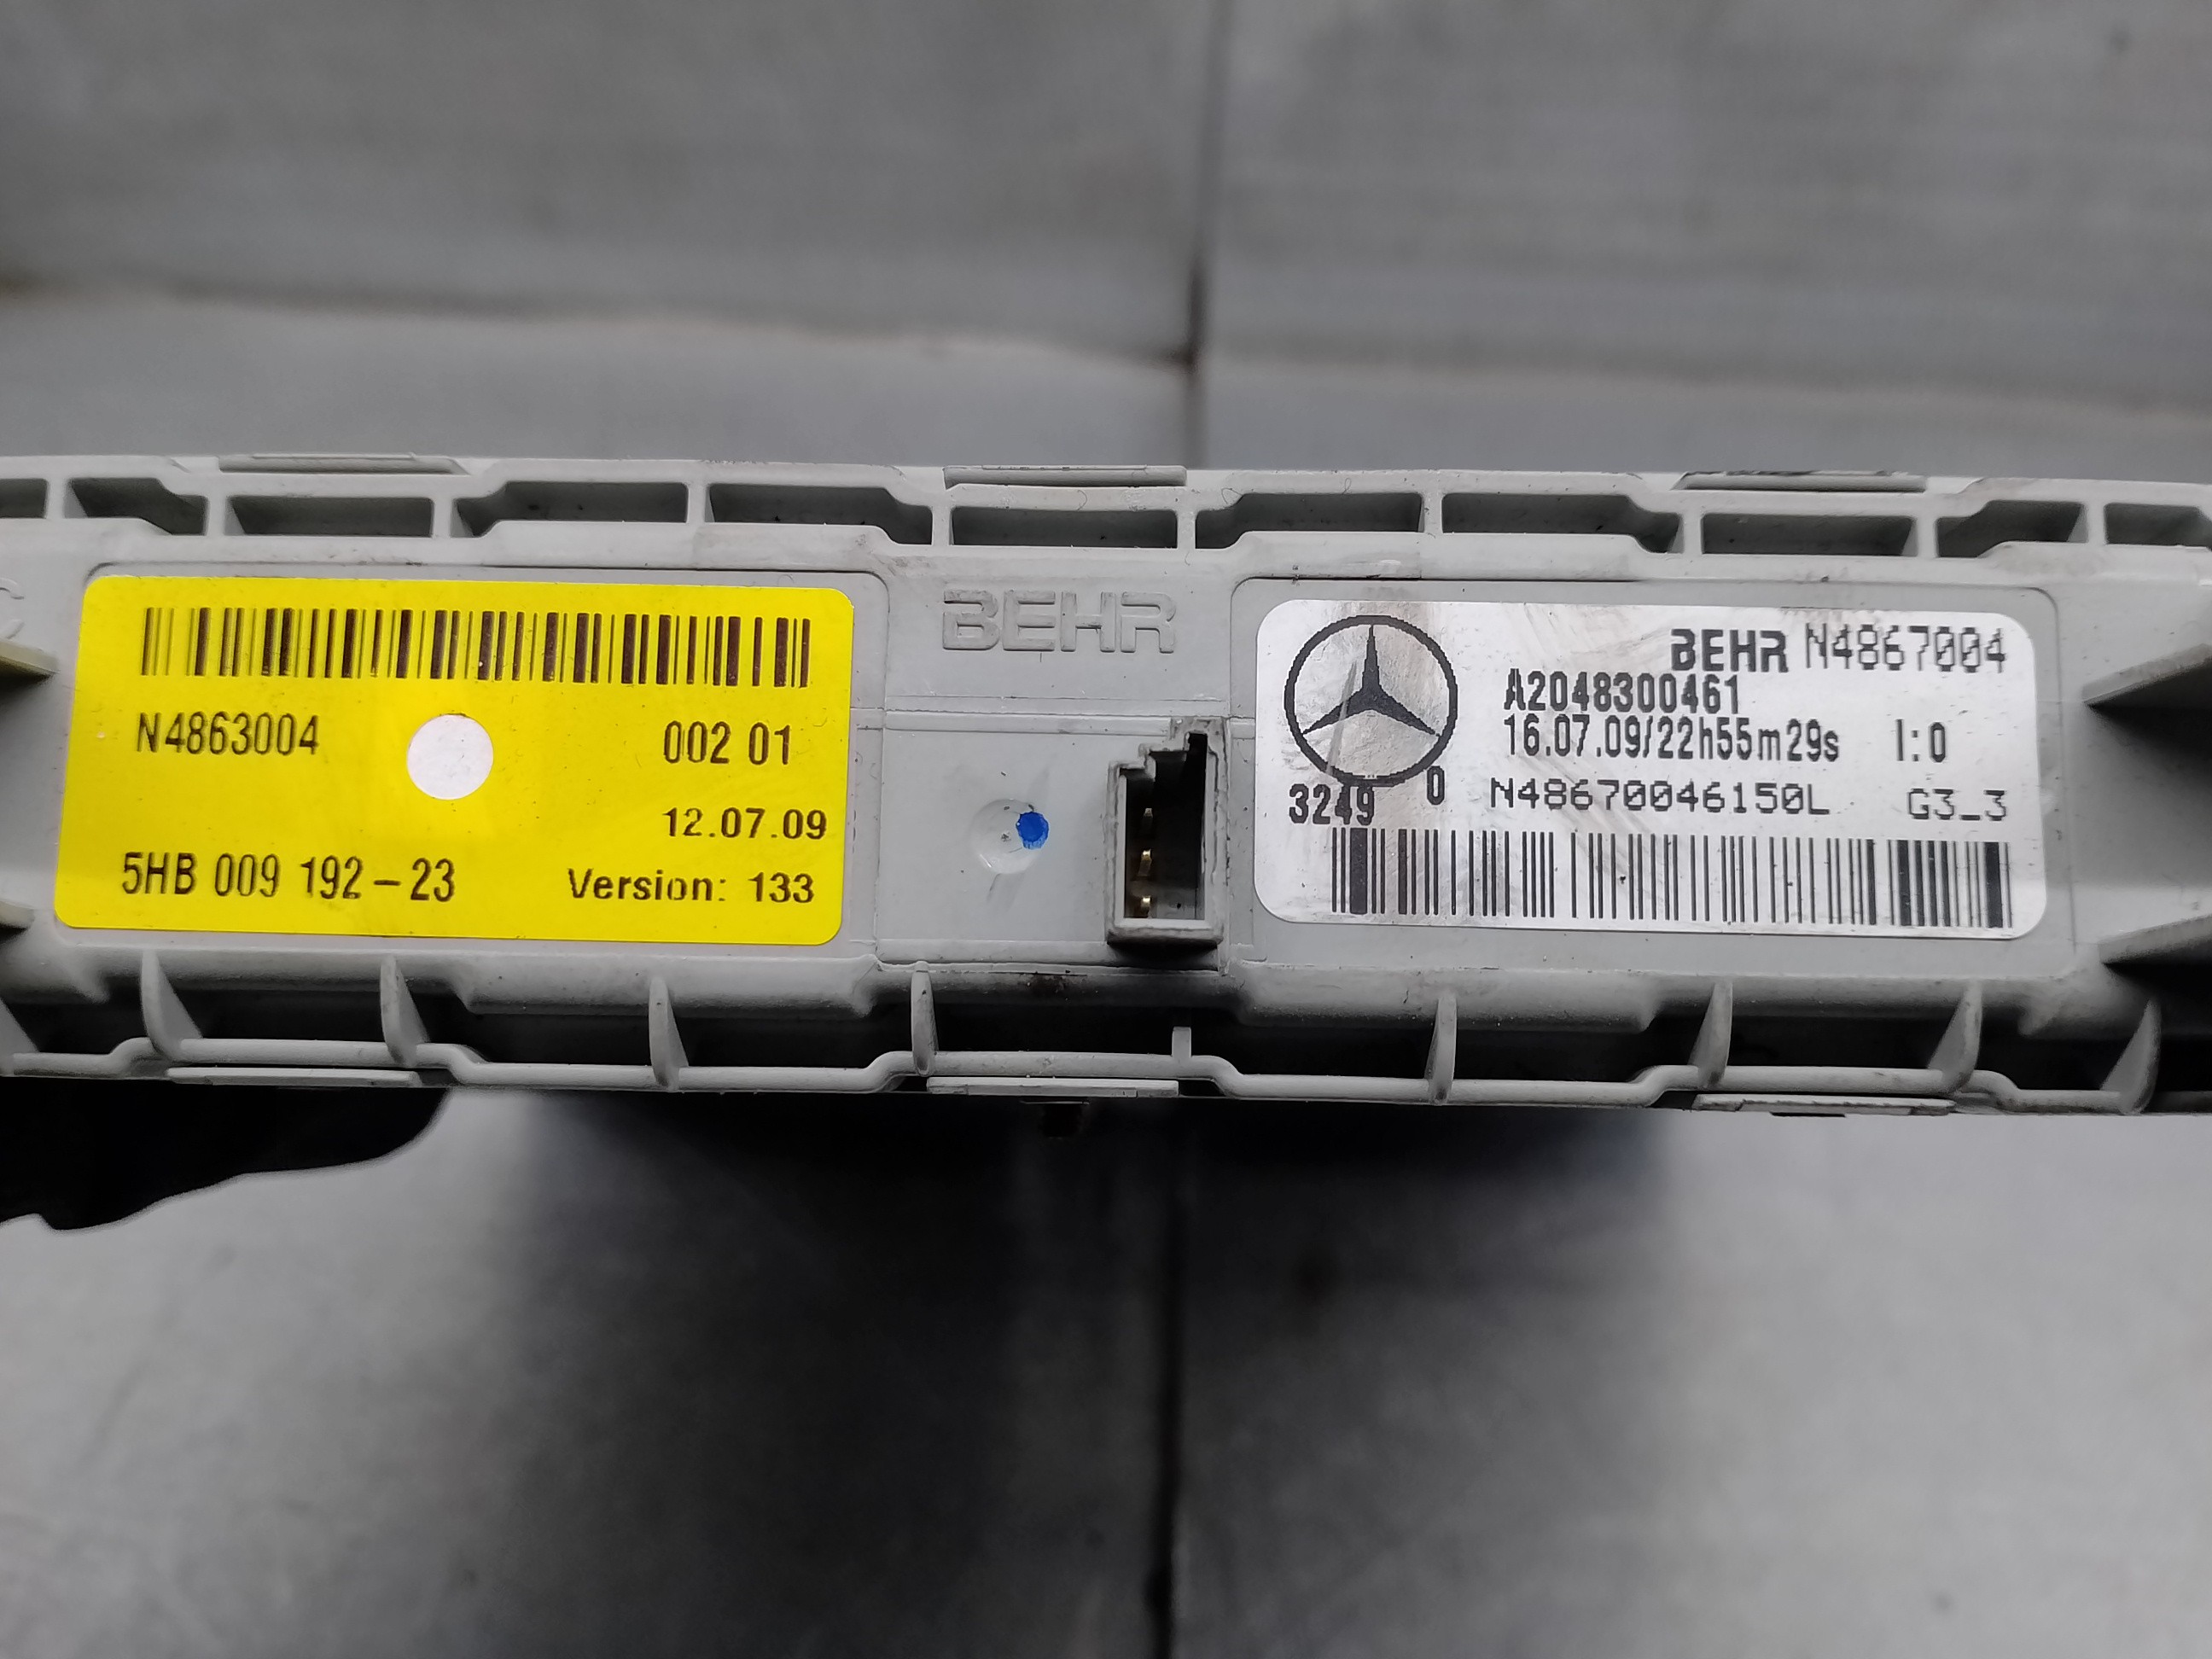 N4863004
002 01
12.07.09
5HB 009 192-23
Version: 133
BEHR
BEHR N4867004
A2048300461
16.07.09/22h55m29s I:0
3249 0 N48670046150L G3_3